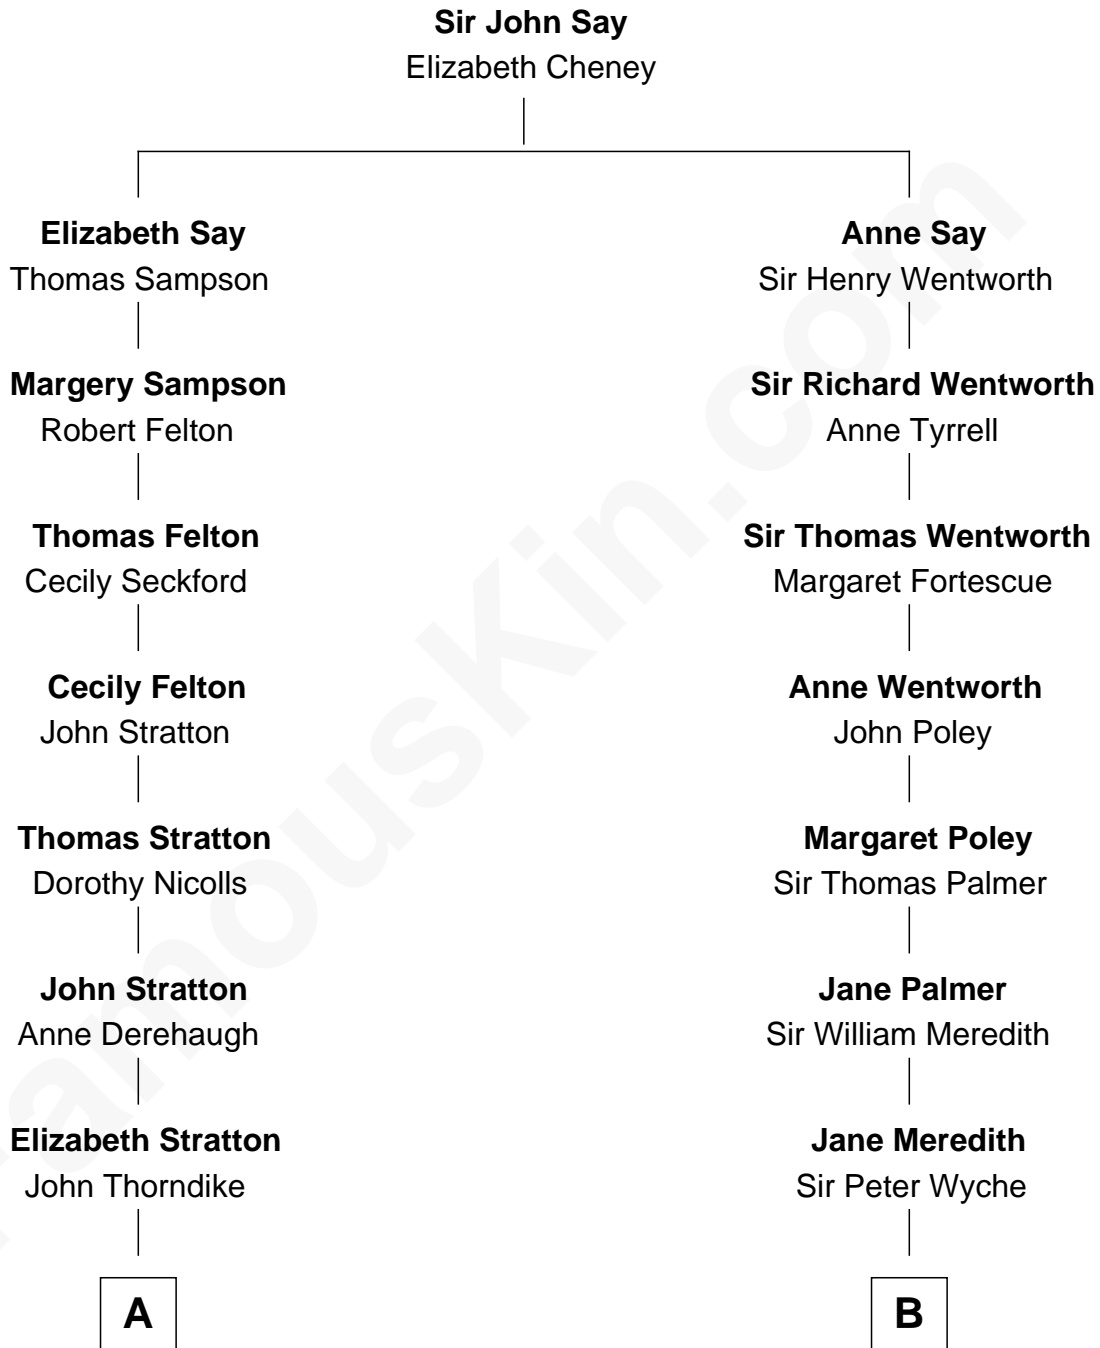 Sir John Say
Elizabeth Cheney
Elizabeth Say
Thomas Sampson
Anne Say
Sir Henry Wentworth
Margery Sampson
Robert Felton
Sir Richard Wentworth
Anne Tyrrell
Thomas Felton
Cecily Seckford
Sir Thomas Wentworth
Margaret Fortescue
Cecily Felton
John Stratton
Anne Wentworth
John Poley
Thomas Stratton
Dorothy Nicolls
Margaret Poley
Sir Thomas Palmer
John Stratton
Anne Derehaugh
Jane Palmer
Sir William Meredith
Elizabeth Stratton
John Thorndike
Jane Meredith
Sir Peter Wyche
A
B
FamousKin.com